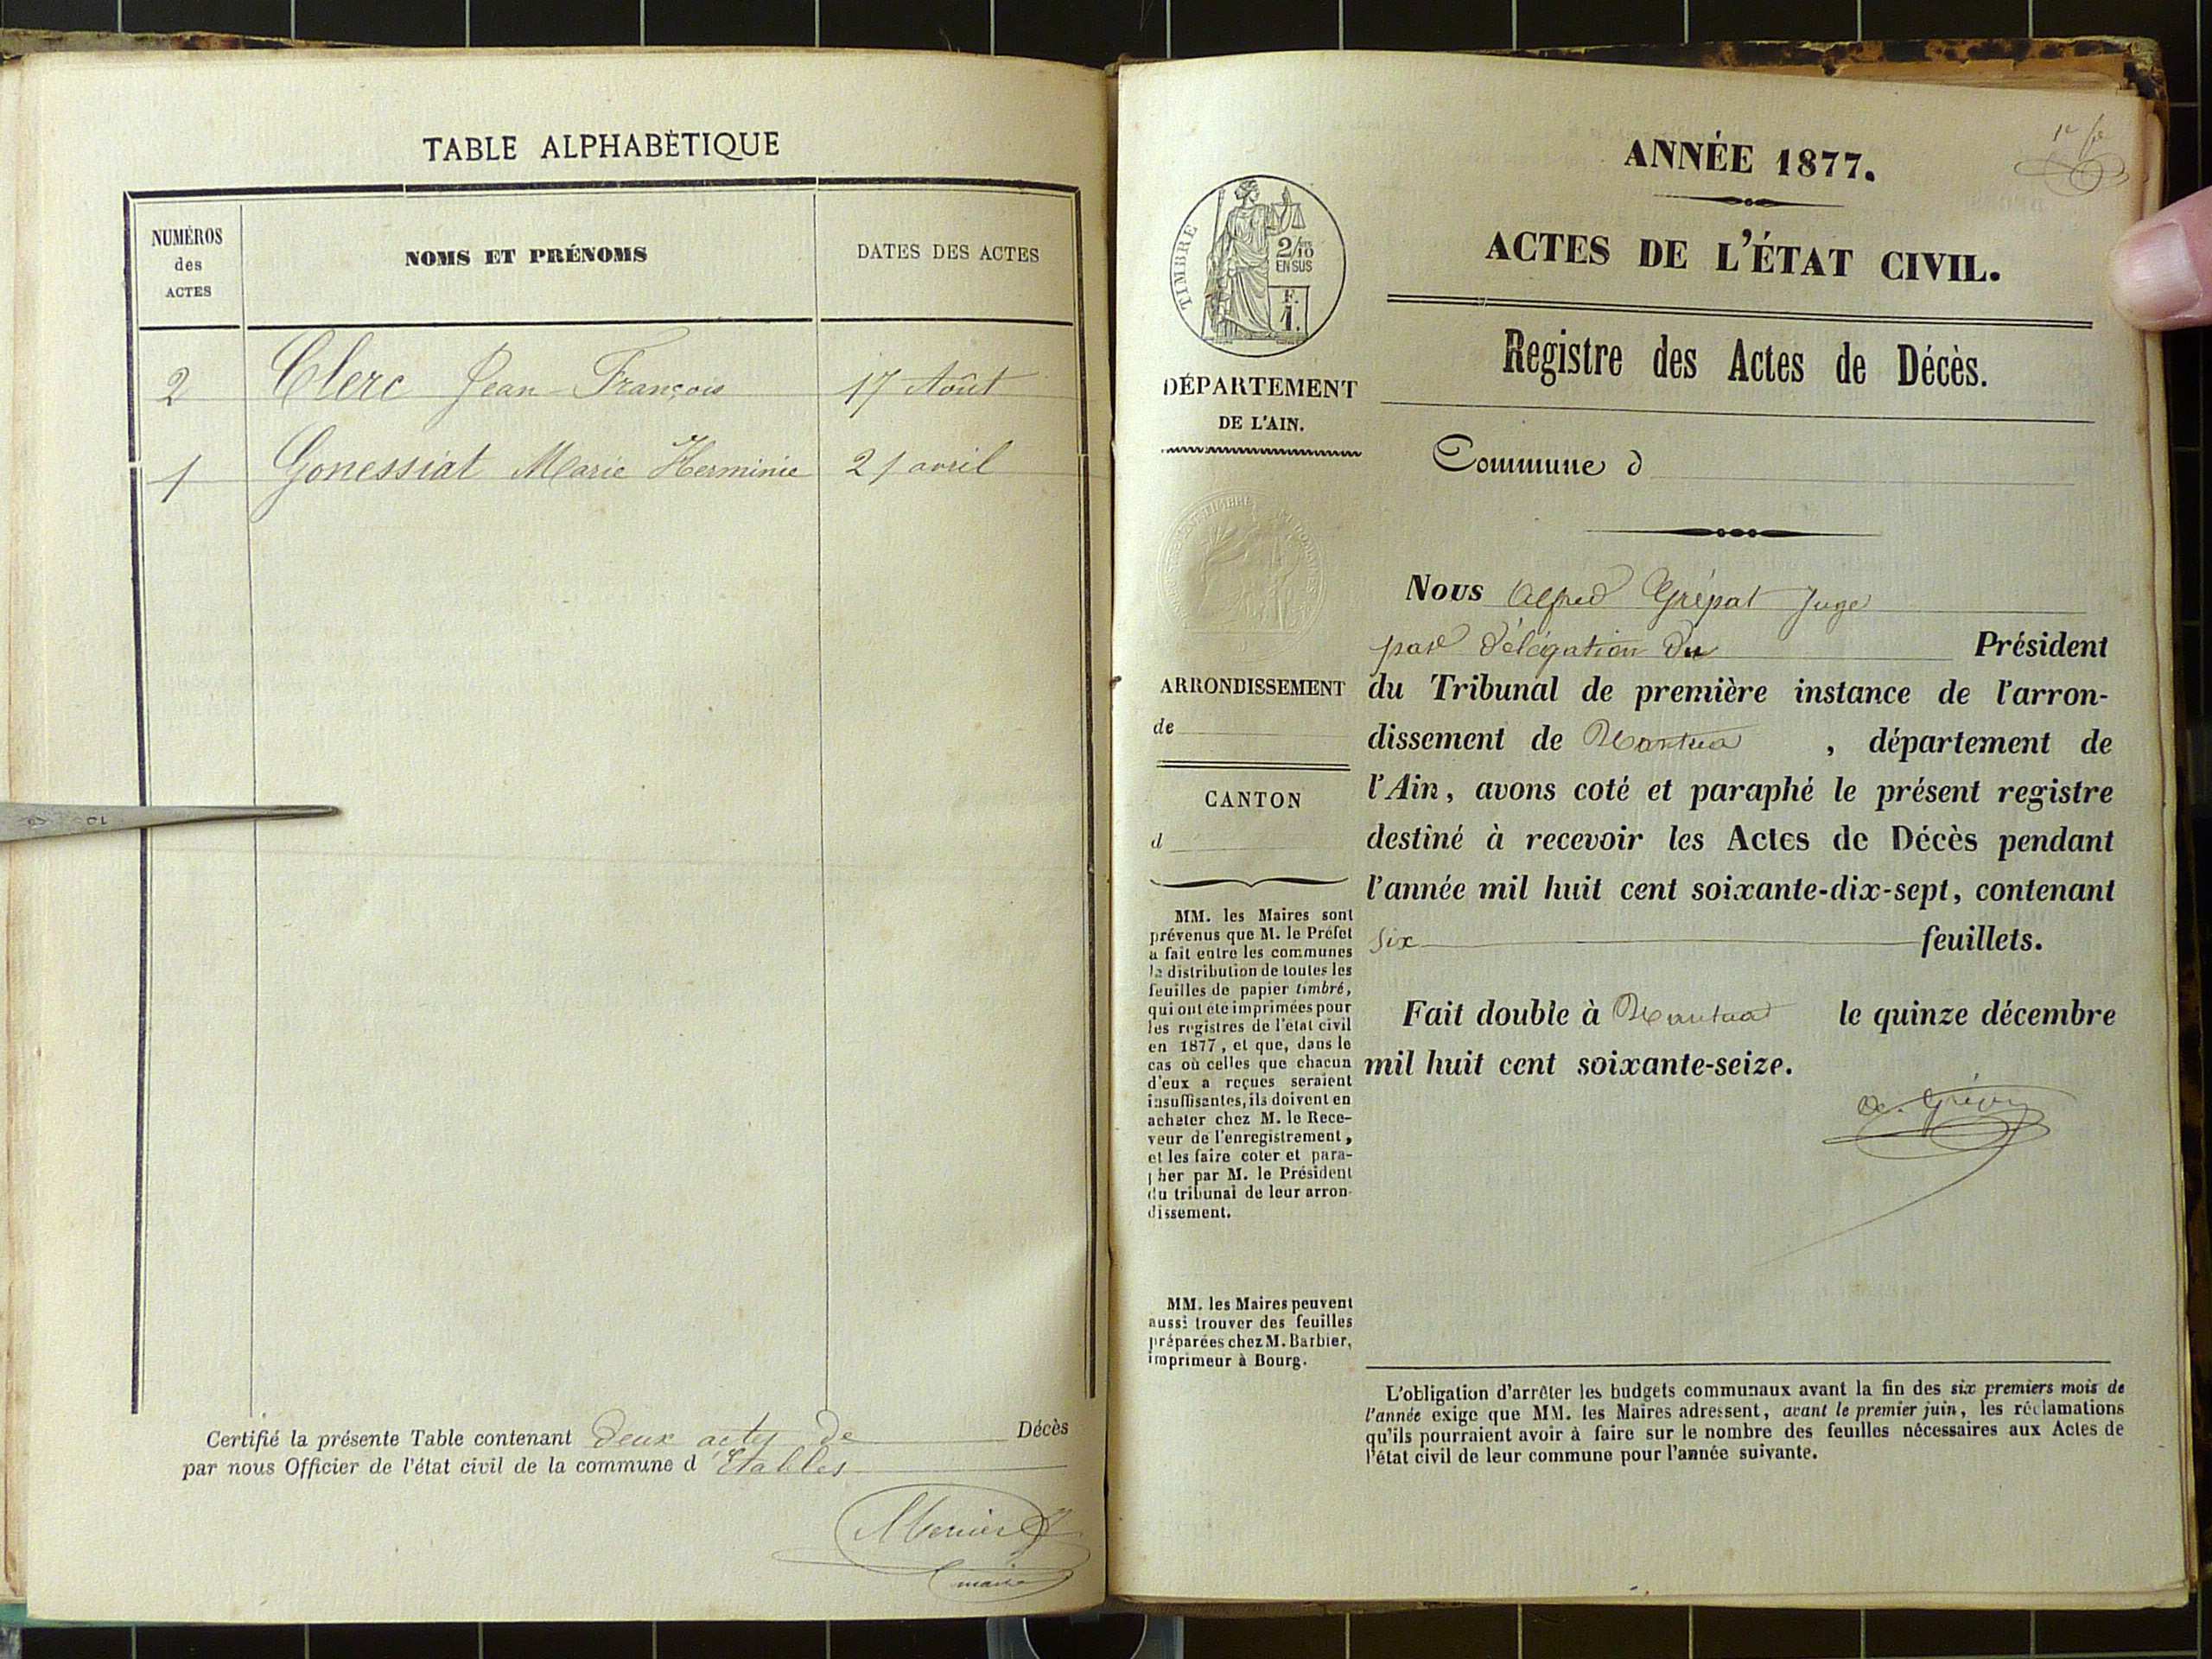 TABLE ALPHABÉTIQUE
NUMÉROS
des
ACTES
NOMS ET PRÉNOMS
DATES DES ACTES
2 Clerc Jean-François 17 Août
1 Gonessiat Marie Herminie 21 avril
Certifié la présente Table contenant deux actes de Décès
par nous Officier de l'état civil de la commune d'Etables
maire
TIMBRE
2/10
EN SUS
F.
1.
DÉPARTEMENT
DE L'AIN.
ARRONDISSEMENT
de
CANTON
d
MM. les Maires sont
prévenus que M. le Préfet
a fait entre les communes
la distribution de toutes les
feuilles de papier timbré,
qui ont été imprimées pour
les registres de l'état civil
en 1877, et que, dans le
cas où celles que chacun
d'eux a reçues seraient
insuffisantes, ils doivent en
acheter chez M. le Rece-
veur de l'enregistrement,
et les faire coter et para-
pher par M. le Président
du tribunal de leur arron-
dissement.
MM. les Maires peuvent
aussi trouver des feuilles
préparées chez M. Barbier,
imprimeur à Bourg.
ANNÉE 1877.
ACTES DE L'ÉTAT CIVIL.
Registre des Actes de Décès.
Commune d
Nous Alfred Grépat Juge
par délégation du Président
du Tribunal de première instance de l'arron-
dissement de Nantua, département de
l'Ain, avons coté et paraphé le présent registre
destiné à recevoir les Actes de Décès pendant
l'année mil huit cent soixante-dix-sept, contenant
six feuillets.
Fait double à Nantua le quinze décembre
mil huit cent soixante-seize.
L'obligation d'arrêter les budgets communaux avant la fin des six premiers mois de
l'année exige que MM. les Maires adressent, avant le premier juin, les réclamations
qu'ils pourraient avoir à faire sur le nombre des feuilles nécessaires aux Actes de
l'état civil de leur commune pour l'année suivante.